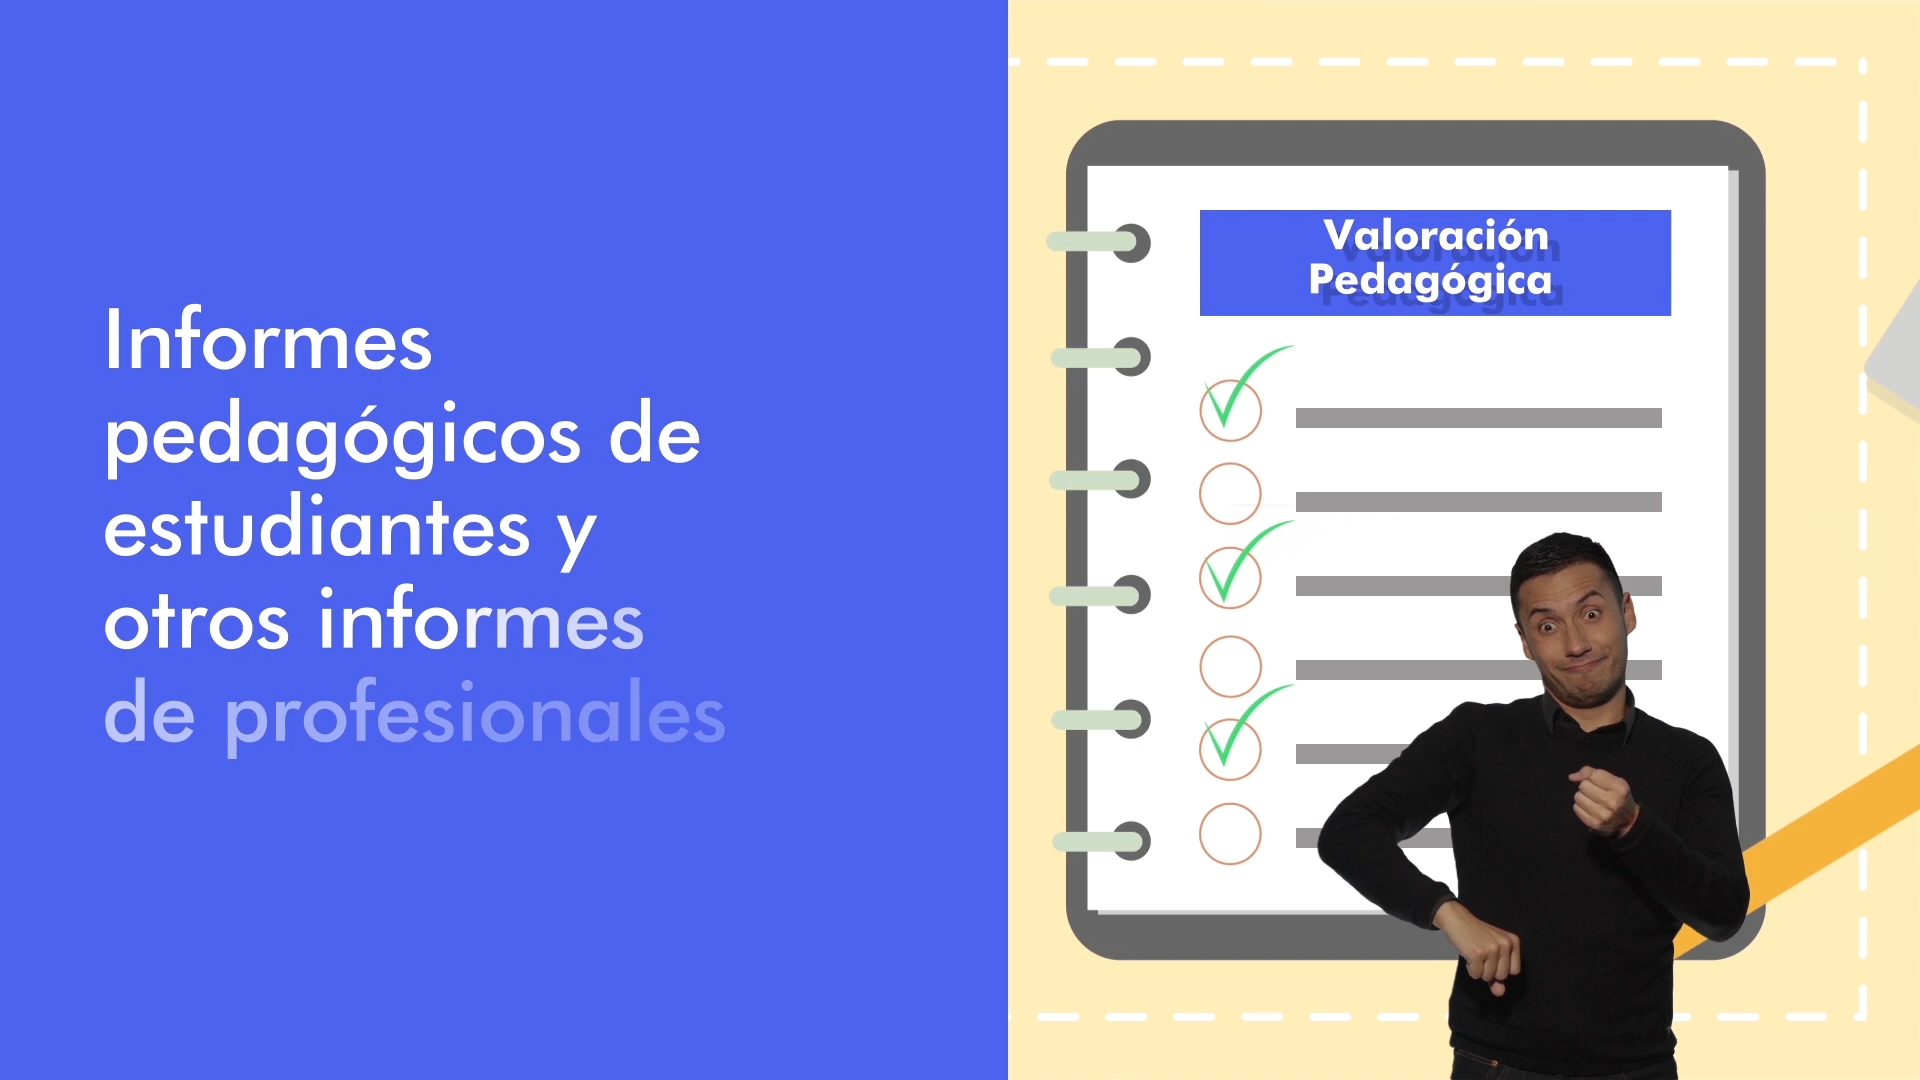 Informes
pedagógicos de
estudiantes y
otros informes
de profesionales
Valoración
Pedagógica